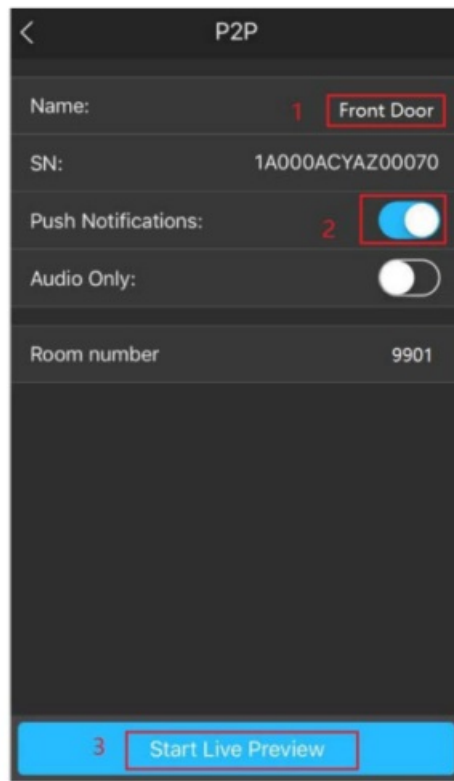 P2P
Name: 1 Front Door
SN: 1A000ACYAZ00070
Push Notifications: 2
Audio Only:
Room number 9901
3 Start Live Preview